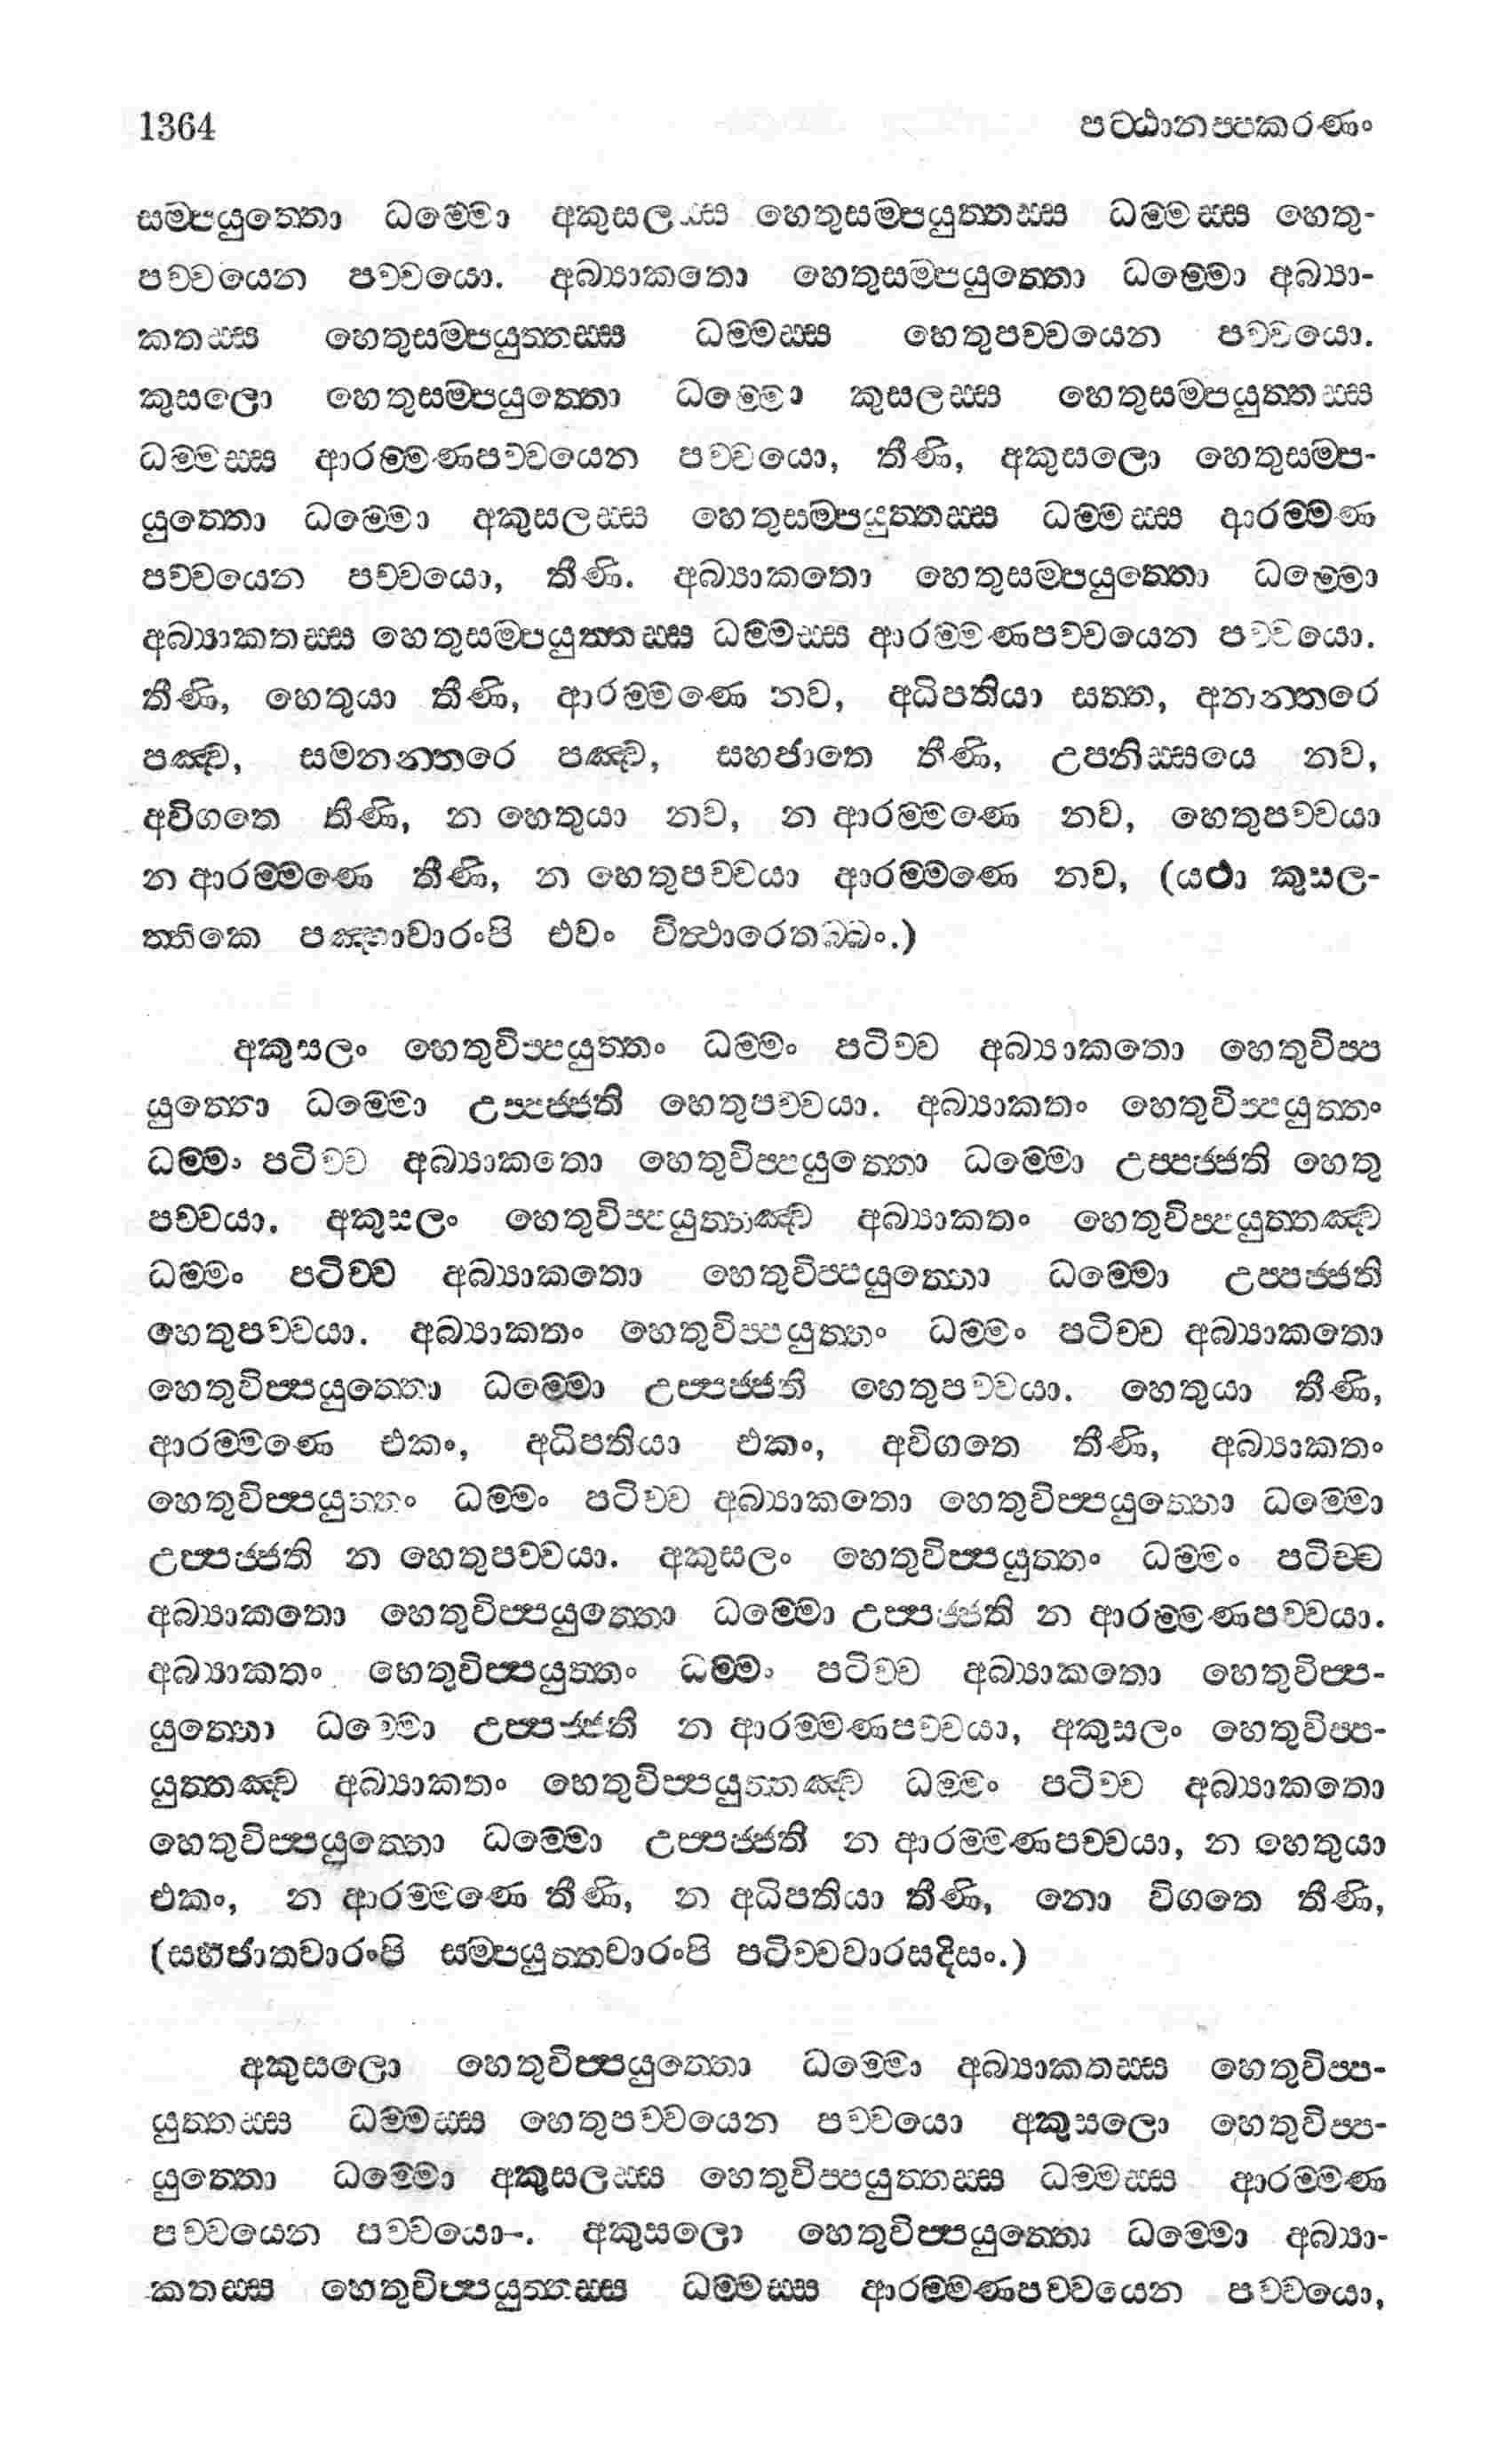 1364 පට්ඨානප්පකරණං
සම්පයුත්තො ධම්මො අකුසලස්ස හෙතුසම්පයුත්තස්ස ධම්මස්ස හෙතු-
පච්චයෙන පච්චයො. අබ්‍යාකතො හෙතුසම්පයුත්තො ධම්මො අබ්‍යා-
කතස්ස හෙතුසම්පයුත්තස්ස ධම්මස්ස හෙතුපච්චයෙන පච්චයො.
කුසලො හෙතුසම්පයුත්තො ධම්මො කුසලස්ස හෙතුසම්පයුත්තස්ස
ධම්මස්ස ආරම්මණපච්චයෙන පච්චයො, තීණි, අකුසලො හෙතුසම්ප-
යුත්තො ධම්මො අකුසලස්ස හෙතුසම්පයුත්තස්ස ධම්මස්ස ආරම්මණ
පච්චයෙන පච්චයො, තීණි. අබ්‍යාකතො හෙතුසම්පයුත්තො ධම්මො
අබ්‍යාකතස්ස හෙතුසම්පයුත්තස්ස ධම්මස්ස ආරම්මණපච්චයෙන පච්චයො.
තීණි, හෙතුයා තීණි, ආරම්මණෙ නව, අධිපතියා සත්ත, අනන්තරෙ
පඤ්ච, සමනන්තරෙ පඤ්ච, සහජාතෙ තීණි, උපනිස්සයෙ නව,
අවිගතෙ තිණි, න හෙතුයා නව, න ආරම්මණෙ නව, හෙතුපච්චයා
න ආරම්මණෙ තීණි, න හෙතුපච්චයා ආරම්මණෙ නව, (යථා කුසල-
ත්තිකෙ පඤ්හාවාරංපි එවං විත්ථාරෙතබ්බං.)
අකුසලං හෙතුවිප්පයුත්තං ධම්මං පටිච්ච අබ්‍යාකතො හෙතුවිප්ප
යුත්තො ධම්මො උප්පජ්ජති හෙතුපච්චයා. අබ්‍යාකතං හෙතුවිප්පයුත්තං
ධම්මං පටිච්ච අබ්‍යාකතො හෙතුවිප්පයුත්තො ධම්මො උප්පජ්ජති හෙතු
පච්චයා. අකුසලං හෙතුවිප්පයුත්තඤ්ච අබ්‍යාකතං හෙතුවිප්පයුත්තඤ්ච
ධම්මං පටිච්ච අබ්‍යාකතො හෙතුවිප්පයුත්තො ධම්මො උප්පජ්ජති
හෙතුපච්චයා. අබ්‍යාකතං හෙතුවිප්පයුත්තං ධම්මං පටිච්ච අබ්‍යාකතො
හෙතුවිප්පයුත්තො ධම්මො උප්පජ්ජති හෙතුපච්චයා. හෙතුයා තීණි,
ආරම්මණෙ එකං, අධිපතියා එකං, අවිගතෙ තීණි, අබ්‍යාකතං
හෙතුවිප්පයුත්තං ධම්මං පටිච්ච අබ්‍යාකතො හෙතුවිප්පයුත්තො ධම්මො
උප්පජ්ජති න හෙතුපච්චයා. අකුසලං හෙතුවිප්පයුත්තං ධම්මං පටිච්ච
අබ්‍යාකතො හෙතුවිප්පයුත්තො ධම්මො උප්පජ්ජති න ආරම්මණපච්චයා.
අබ්‍යාකතං හෙතුවිප්පයුත්තං ධම්මං පටිච්ච අබ්‍යාකතො හෙතුවිප්ප-
යුත්තො ධම්මො උප්පජ්ජති න ආරම්මණපච්චයා, අකුසලං හෙතුවිප්ප-
යුත්තඤ්ච අබ්‍යාකතං හෙතුවිප්පයුත්තඤ්ච ධම්මං පටිච්ච අබ්‍යාකතො
හෙතුවිප්පයුත්තො ධම්මො උප්පජ්ජති න ආරම්මණපච්චයා, න හෙතුයා
එකං, න ආරම්මණෙ තීණි, න අධිපතියා තීණි, නො විගතෙ තීණි,
(සහජාතවාරංපි සම්පයුත්තවාරංපි පටිච්චවාරසදිසං.)
අකුසලො හෙතුවිප්පයුත්තො ධම්මො අබ්‍යාකතස්ස හෙතුවිප්ප-
යුත්තස්ස ධම්මස්ස හෙතුපච්චයෙන පච්චයො අකුසලො හෙතුවිප්ප-
යුත්තො ධම්මො අකුසලස්ස හෙතුවිප්පයුත්තස්ස ධම්මස්ස ආරම්මණ
පච්චයෙන පච්චයො-. අකුසලො හෙතුවිප්පයුත්තො ධම්මො අබ්‍යා-
කතස්ස හෙතුවිප්පයුත්තස්ස ධම්මස්ස ආරම්මණපච්චයෙන පච්චයො,